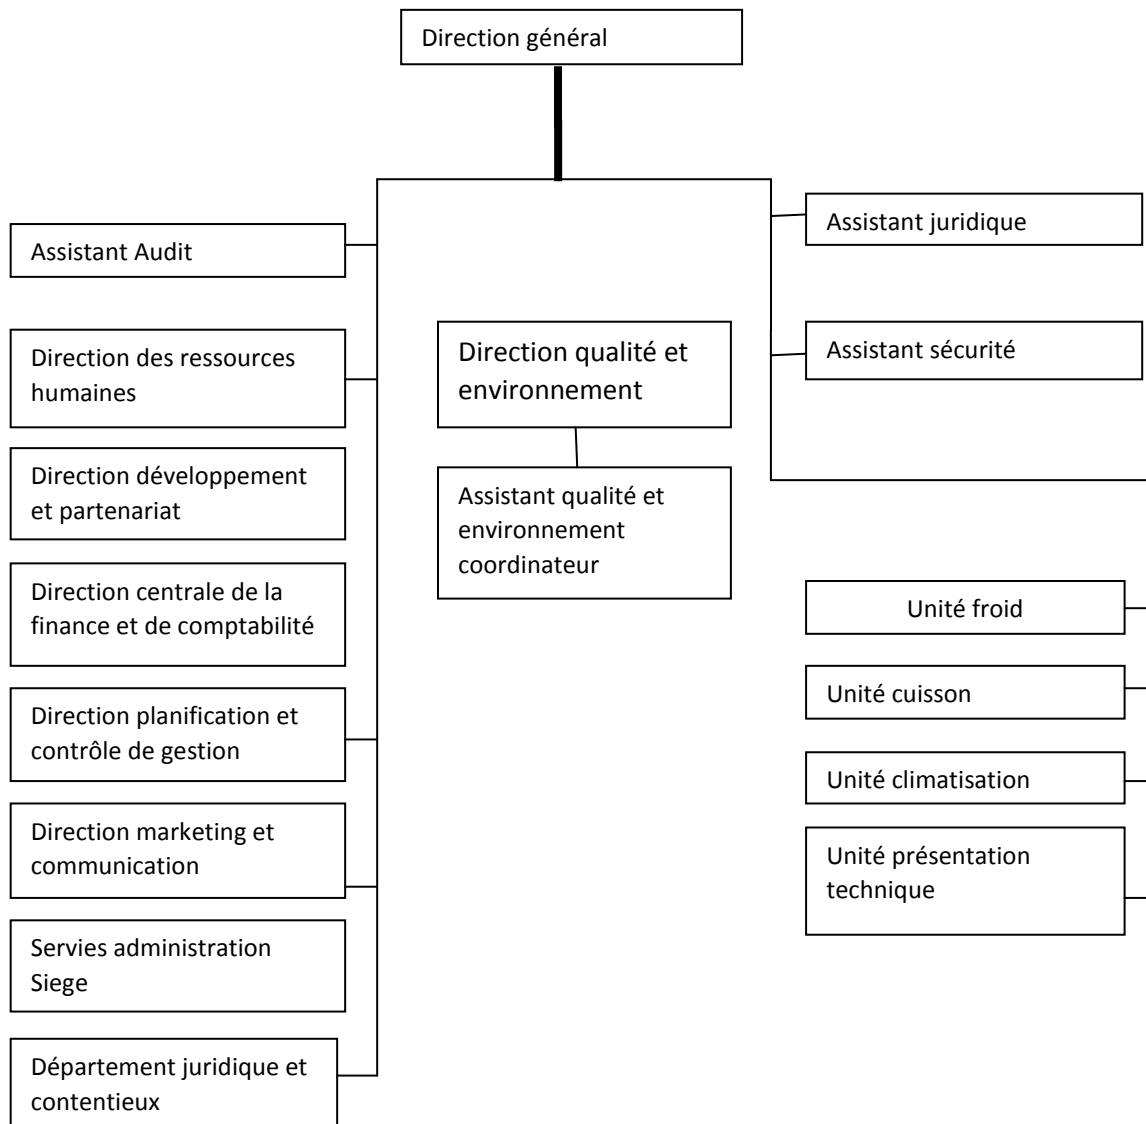 Direction général
Assistant Audit
Direction des ressources
humaines
Direction développement
et partenariat
Direction centrale de la
finance et de comptabilité
Direction planification et
contrôle de gestion
Direction marketing et
communication
Servies administration
Siege
Département juridique et
contentieux
Direction qualité et
environnement
Assistant qualité et
environnement
coordinateur
Assistant juridique
Assistant sécurité
Unité froid
Unité cuisson
Unité climatisation
Unité présentation
technique